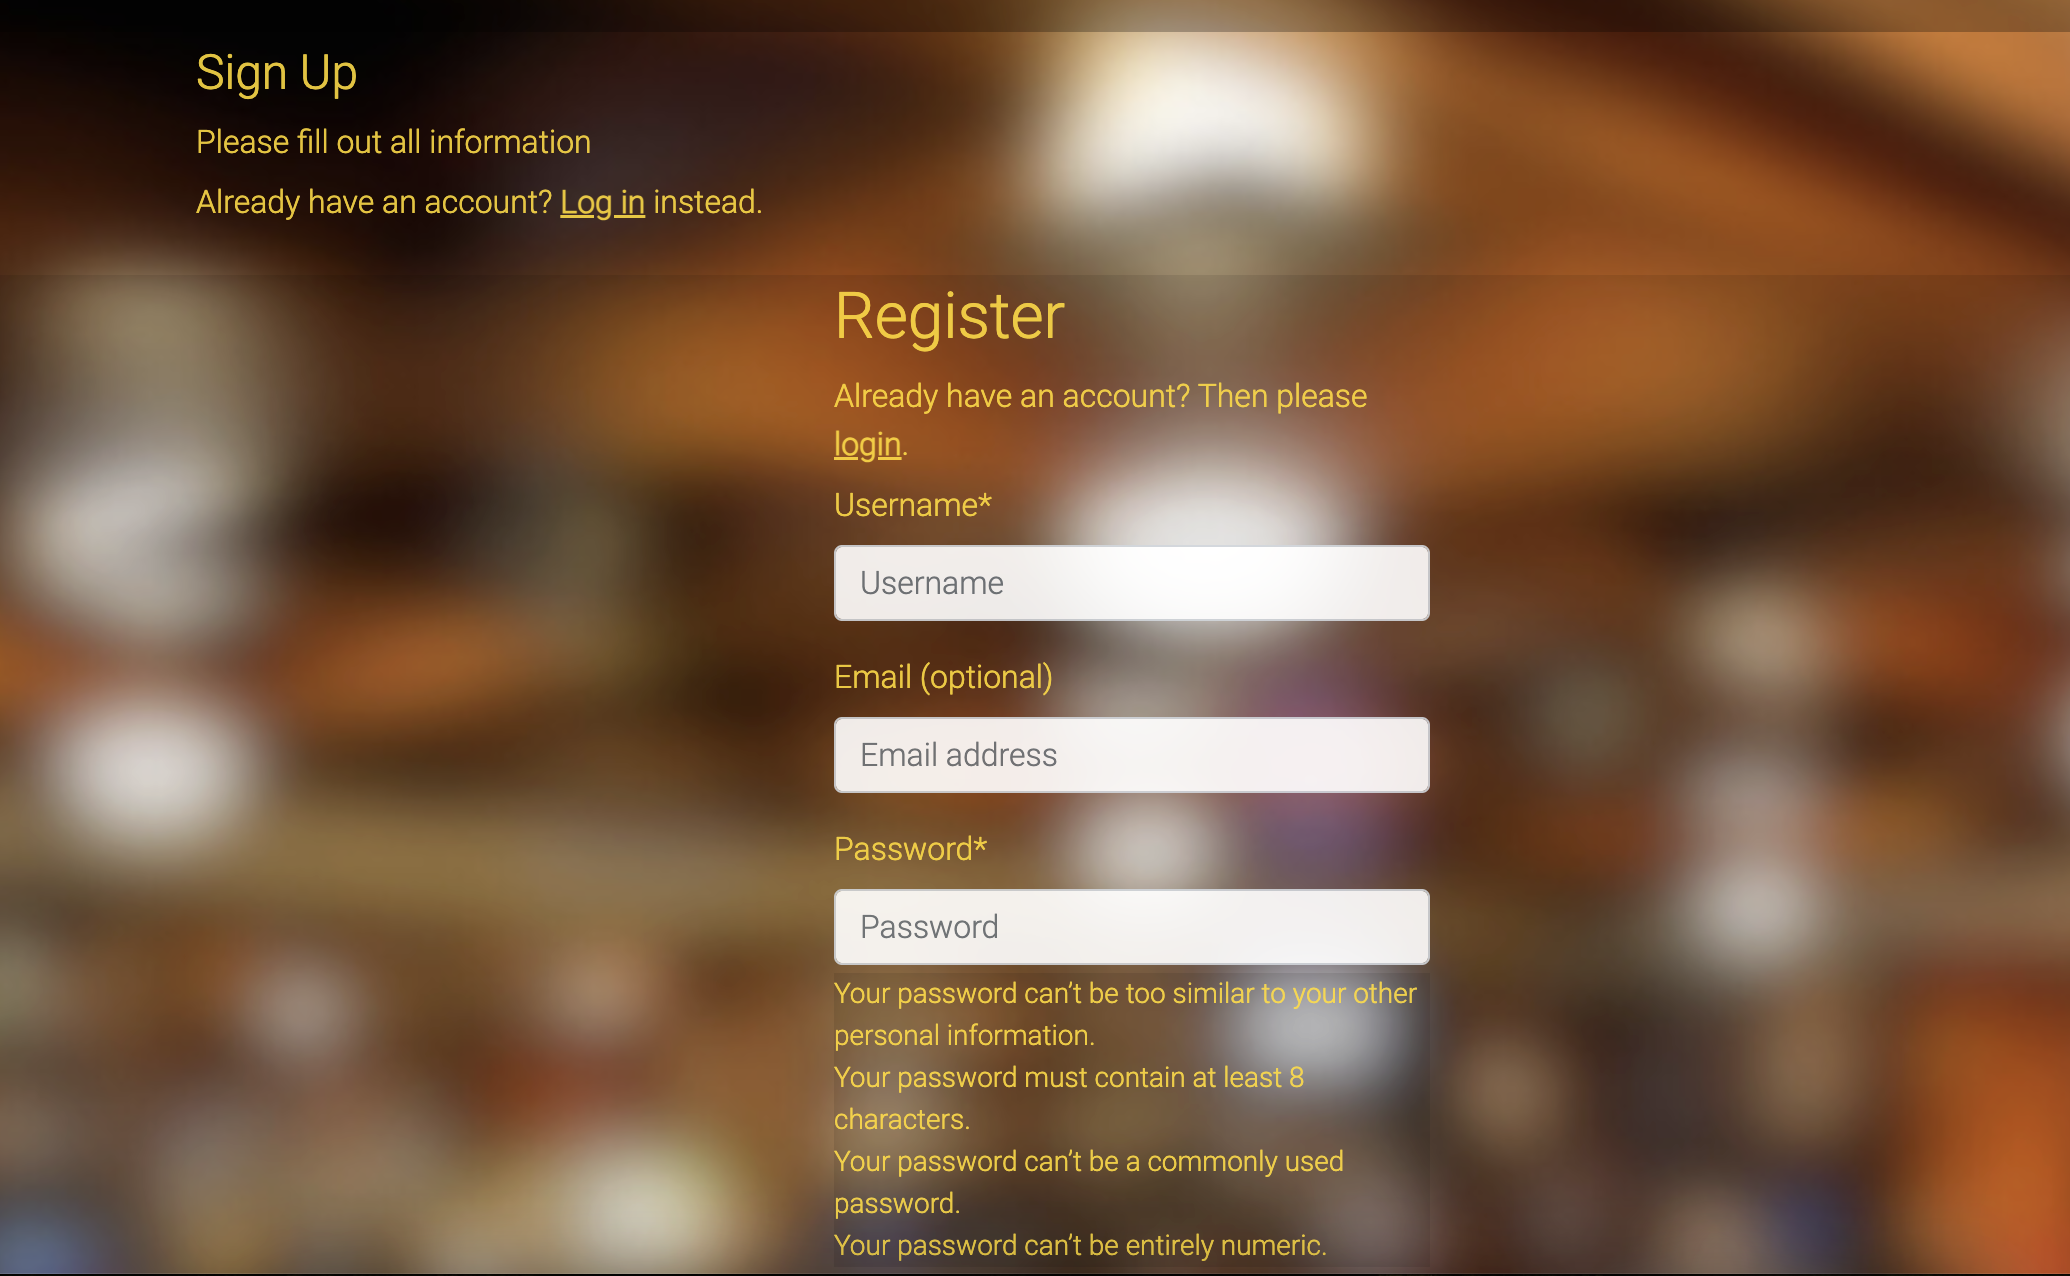 Sign Up
Please fill out all information
Already have an account? Log in instead.
Register
Already have an account? Then please
login.
Username*
Username
Email (optional)
Email address
Password*
Password
Your password can’t be too similar to your other
personal information.
Your password must contain at least 8
characters.
Your password can’t be a commonly used
password.
Your password can’t be entirely numeric.